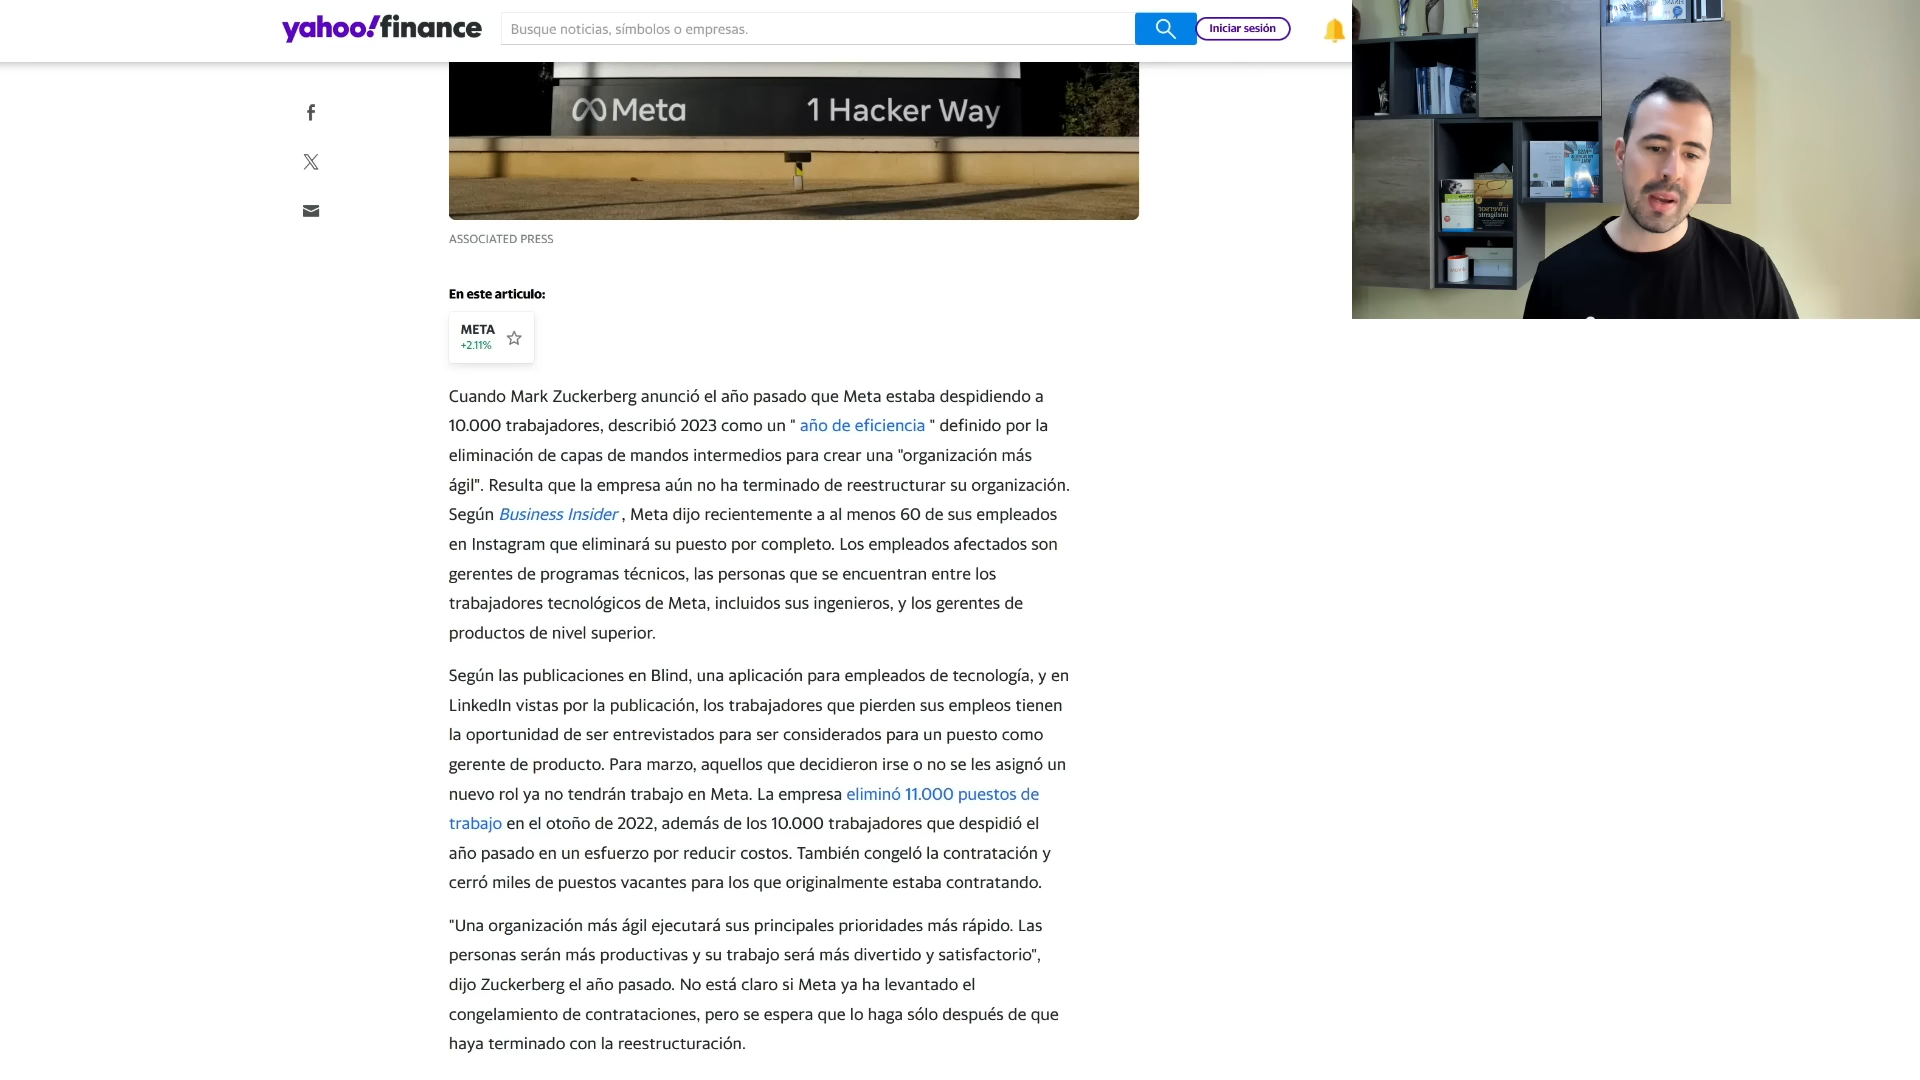 yahoo!finance
Busque noticias, símbolos o empresas.
Iniciar sesión
Meta
1 Hacker Way
ASSOCIATED PRESS
En este articulo:
META
+2.11%
Cuando Mark Zuckerberg anunció el año pasado que Meta estaba despidiendo a
10.000 trabajadores, describió 2023 como un " año de eficiencia " definido por la
eliminación de capas de mandos intermedios para crear una "organización más
ágil". Resulta que la empresa aún no ha terminado de reestructurar su organización.
Según Business Insider , Meta dijo recientemente a al menos 60 de sus empleados
en Instagram que eliminará su puesto por completo. Los empleados afectados son
gerentes de programas técnicos, las personas que se encuentran entre los
trabajadores tecnológicos de Meta, incluidos sus ingenieros, y los gerentes de
productos de nivel superior.
Según las publicaciones en Blind, una aplicación para empleados de tecnología, y en
LinkedIn vistas por la publicación, los trabajadores que pierden sus empleos tienen
la oportunidad de ser entrevistados para ser considerados para un puesto como
gerente de producto. Para marzo, aquellos que decidieron irse o no se les asignó un
nuevo rol ya no tendrán trabajo en Meta. La empresa eliminó 11.000 puestos de
trabajo en el otoño de 2022, además de los 10.000 trabajadores que despidió el
año pasado en un esfuerzo por reducir costos. También congeló la contratación y
cerró miles de puestos vacantes para los que originalmente estaba contratando.
"Una organización más ágil ejecutará sus principales prioridades más rápido. Las
personas serán más productivas y su trabajo será más divertido y satisfactorio",
dijo Zuckerberg el año pasado. No está claro si Meta ya ha levantado el
congelamiento de contrataciones, pero se espera que lo haga sólo después de que
haya terminado con la reestructuración.